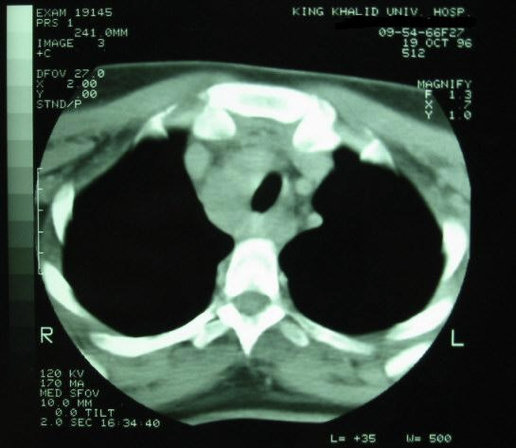 EXAM 19145
PRS 1
241.0MM
IMAGE 3
+C
KING KHALID UNIV. HOSP.
09-54-66F27
19 OCT 96
512
DFOV 27.0
X 2.00
Y .00
STND/P
MAGNIFY
F 1.3
X 1.7
Y 1.0
R
L
120 KV
170 MA
MED SFOV
10.0 MM
0.0 TILT
2.0 SEC 16:34:40
L= +35 W= 500